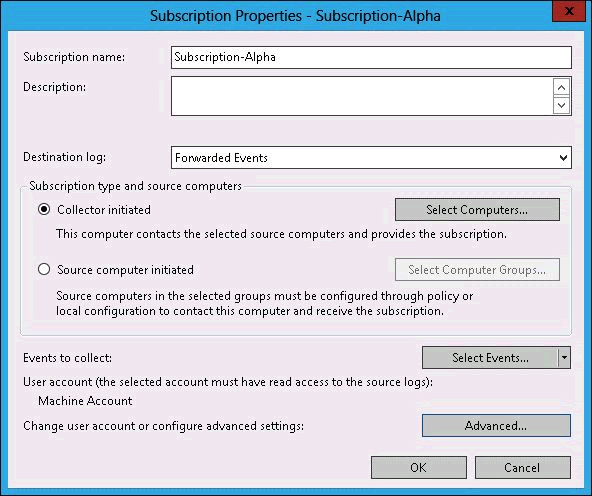 Subscription Properties - Subscription-Alpha
x
Subscription name:
Subscription-Alpha
Description:
Destination log:
Forwarded Events
Subscription type and source computers
Collector initiated
Select Computers...
This computer contacts the selected source computers and provides the subscription.
Source computer initiated
Select Computer Groups...
Source computers in the selected groups must be configured through policy or
local configuration to contact this computer and receive the subscription.
Events to collect:
Select Events...
User account (the selected account must have read access to the source logs):
Machine Account
Change user account or configure advanced settings:
Advanced...
OK
Cancel